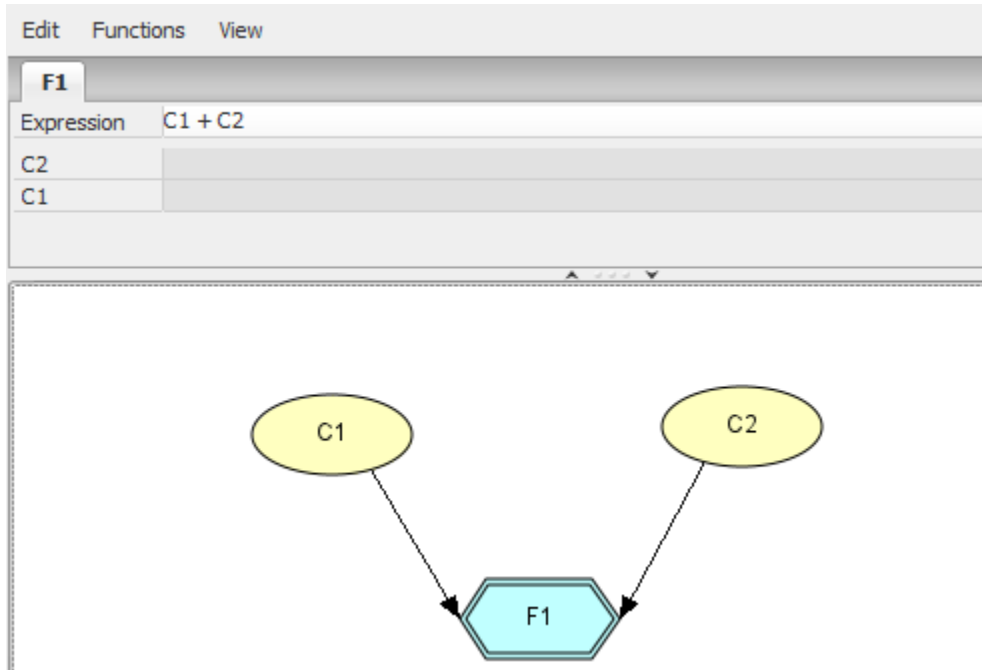 Edit Functions View
F1
Expression C1 + C2
C2
C1
C1 C2
F1